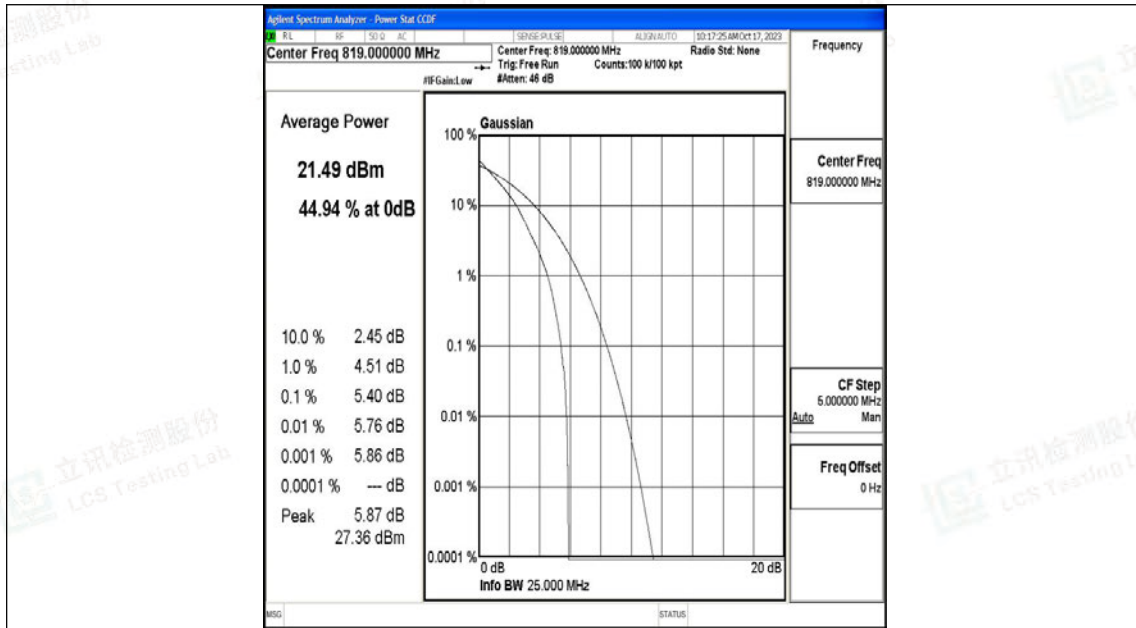 Agilent Spectrum Analyzer - Power Stat CCDF
RL RF 50 Ω AC SENSE:PULSE ALIGNAUTO 10:17:25 AM Oct 17, 2023
Center Freq 819.000000 MHz
Center Freq: 819.000000 MHz Radio Std: None
Trig: Free Run Counts:100 k/100 kpt
#IFGain:Low #Atten: 46 dB
Frequency
Average Power
21.49 dBm
44.94 % at 0dB
10.0 % 2.45 dB
1.0 % 4.51 dB
0.1 % 5.40 dB
0.01 % 5.76 dB
0.001 % 5.86 dB
0.0001 % --- dB
Peak 5.87 dB
27.36 dBm
Gaussian
100 %
10 %
1 %
0.1 %
0.01 %
0.001 %
0.0001 %
0 dB 20 dB
Info BW 25.000 MHz
Center Freq
819.000000 MHz
CF Step
5.000000 MHz
Auto Man
Freq Offset
0 Hz
MSG STATUS
立讯检测股份
LCS Testing Lab
立讯检测股份